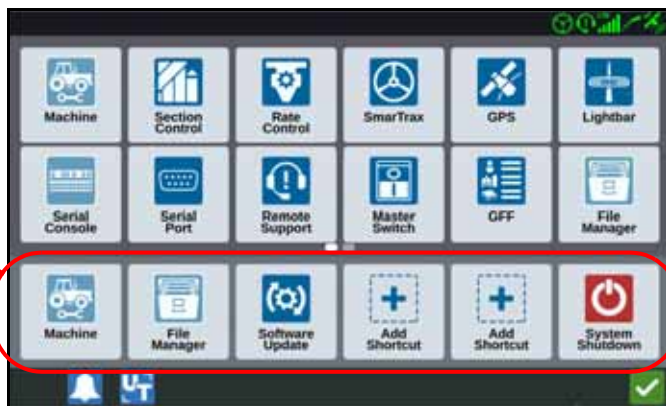 Machine
Section
Control
Rate
Control
SmarTrax
GPS
Lightbar
Serial
Console
Serial
Port
Remote
Support
Master
Switch
GFF
File
Manager
Machine
File
Manager
Software
Update
Add
Shortcut
Add
Shortcut
System
Shutdown
UT